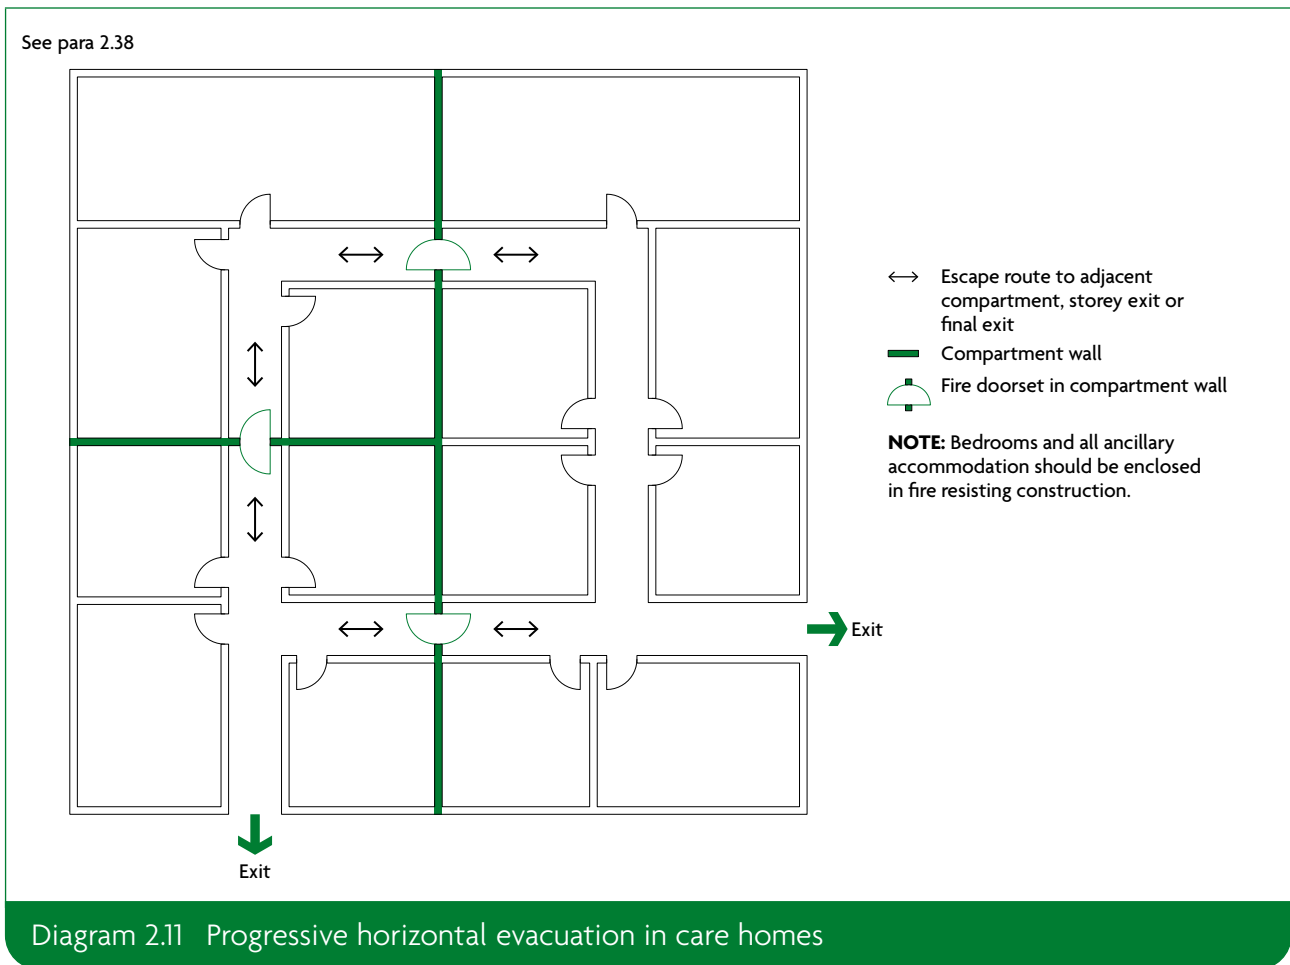 See para 2.38
Escape route to adjacent
compartment, storey exit or
final exit
Compartment wall
Fire doorset in compartment wall
NOTE: Bedrooms and all ancillary
accommodation should be enclosed
in fire resisting construction.
Exit
Exit
Diagram 2.11 Progressive horizontal evacuation in care homes